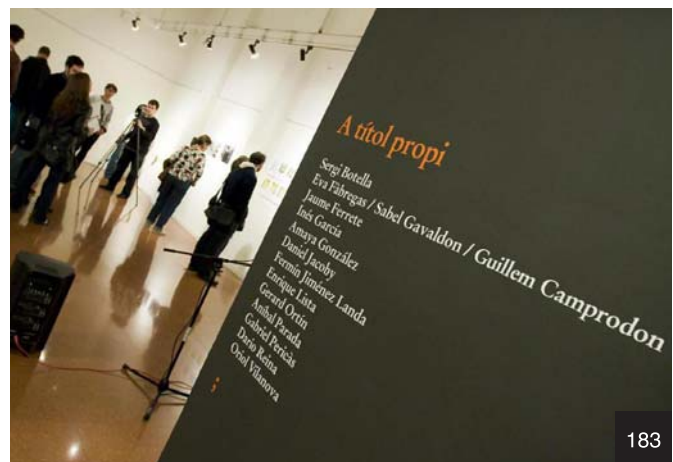 A títol propi
Sergi Botella
Eva Fàbregas / Sabel Gavaldon / Guillem Camprodon
Jaume Ferrete
Inés García
Amaya González
Daniel Jacoby
Fermín Jiménez Landa
Enrique Lista
Gerard Ortín
Aníbal Parada
Gabriel Pericàs
Dario Reina
Oriol Vilanova
;
183